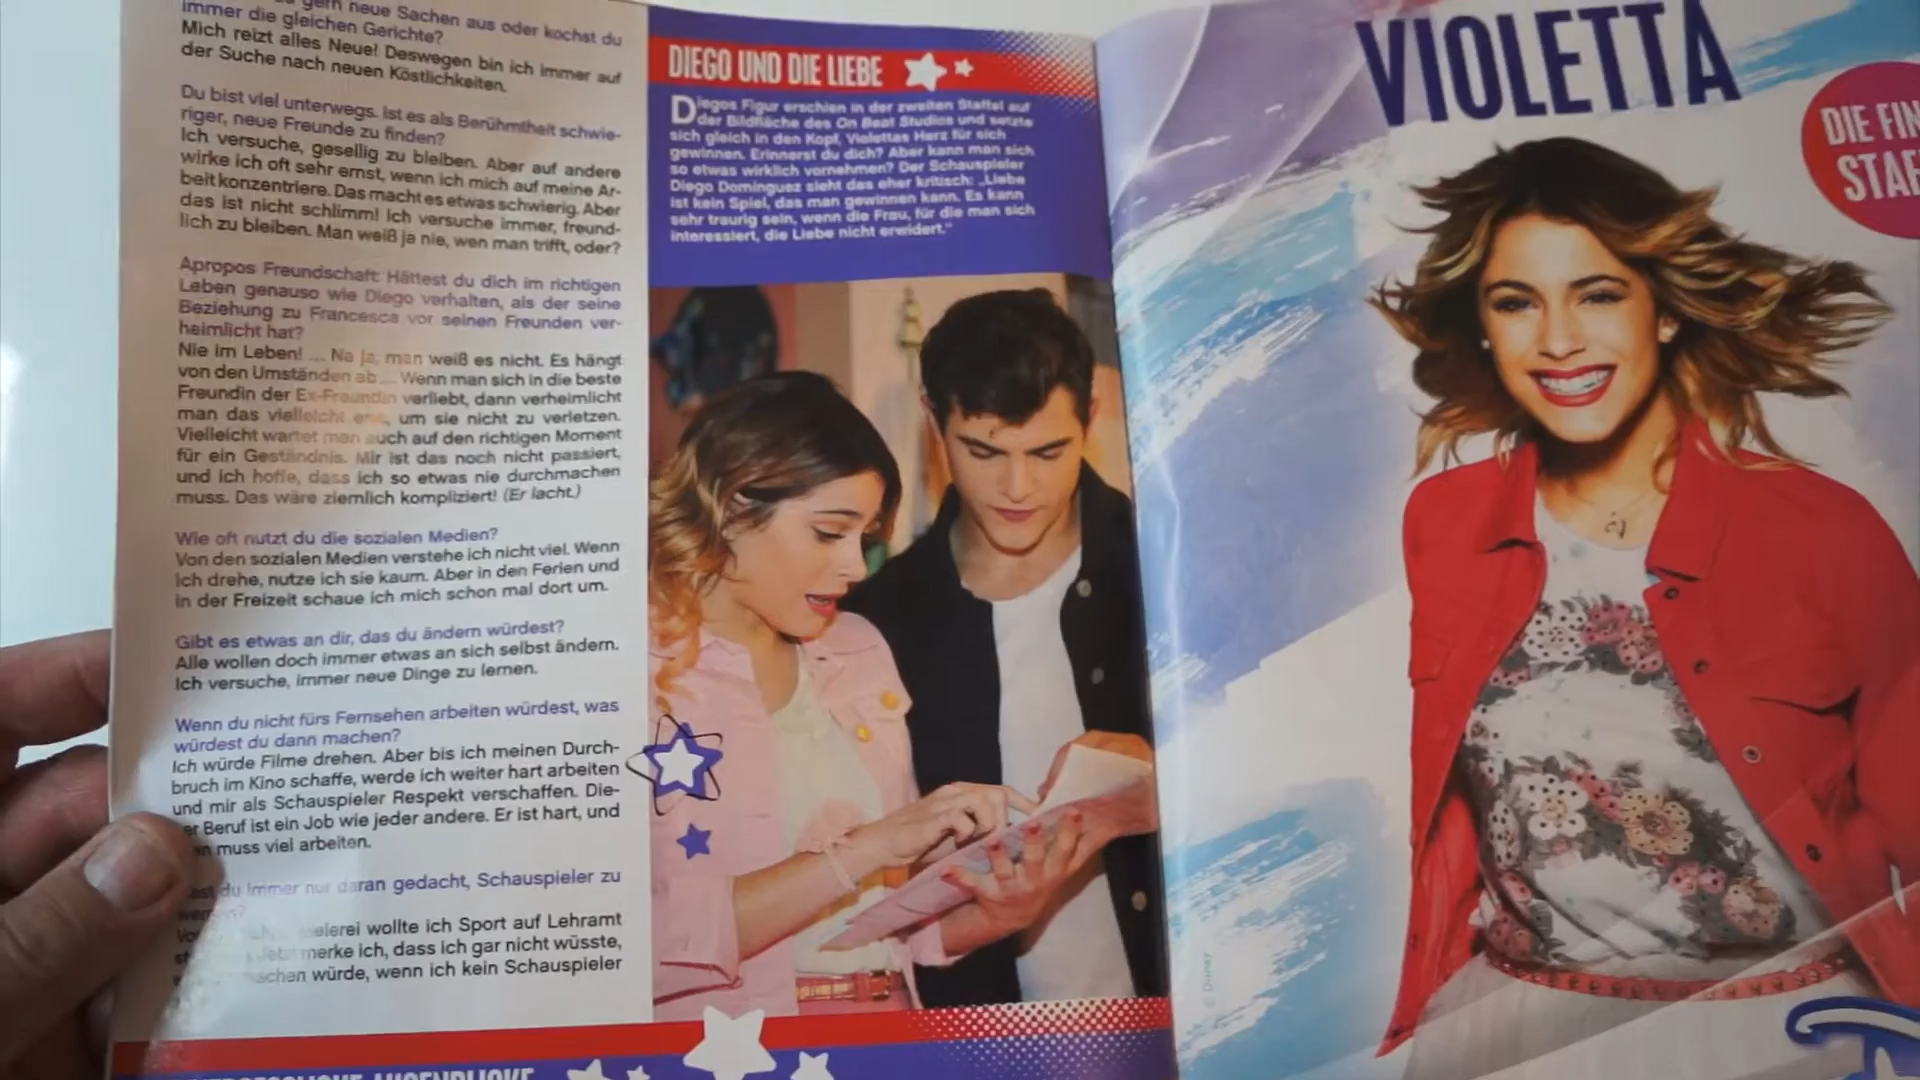 gern neue Sachen aus oder kochst du
immer die gleichen Gerichte?
Mich reizt alles Neue! Deswegen bin ich immer auf
der Suche nach neuen Köstlichkeiten.
Du bist viel unterwegs. Ist es als Berühmtheit schwie-
riger, neue Freunde zu finden?
Ich versuche, gesellig zu bleiben. Aber auf andere
wirke ich oft sehr ernst, wenn ich mich auf meine Ar-
beit konzentriere. Das macht es etwas schwierig. Aber
das ist nicht schlimm! Ich versuche immer, freund-
lich zu bleiben. Man weiß ja nie, wen man trifft, oder?
Apropos Freundschaft: Hättest du dich im richtigen
Leben genauso wie Diego verhalten, als der seine
Beziehung zu Francesca vor seinen Freunden ver-
heimlicht hat?
Nie im Leben! ... Na ja, man weiß es nicht. Es hängt
von den Umständen ab ... Wenn man sich in die beste
Freundin der Ex-Freundin verliebt, dann verheimlicht
man das vielleicht erst, um sie nicht zu verletzen.
Vielleicht wartet man auch auf den richtigen Moment
für ein Geständnis. Mir ist das noch nicht passiert,
und ich hoffe, dass ich so etwas nie durchmachen
muss. Das wäre ziemlich kompliziert! (Er lacht.)
Wie oft nutzt du die sozialen Medien?
Von den sozialen Medien verstehe ich nicht viel. Wenn
ich drehe, nutze ich sie kaum. Aber in den Ferien und
in der Freizeit schaue ich mich schon mal dort um.
Gibt es etwas an dir, das du ändern würdest?
Alle wollen doch immer etwas an sich selbst ändern.
Ich versuche, immer neue Dinge zu lernen.
Wenn du nicht fürs Fernsehen arbeiten würdest, was
würdest du dann machen?
Ich würde Filme drehen. Aber bis ich meinen Durch-
bruch im Kino schaffe, werde ich weiter hart arbeiten
und mir als Schauspieler Respekt verschaffen. Die-
er Beruf ist ein Job wie jeder andere. Er ist hart, und
muss viel arbeiten.
du immer nur daran gedacht, Schauspieler zu
wollte ich Sport auf Lehramt
merke ich, dass ich gar nicht wüsste,
würde, wenn ich kein Schauspieler
DIEGO UND DIE LIEBE
Diegos Figur erschien in der zweiten Staffel auf
der Bildfläche des On Beat Studios und setzte
sich gleich in den Kopf, Violettas Herz für sich
gewinnen. Erinnerst du dich? Aber kann man sich
so etwas wirklich vornehmen? Der Schauspieler
Diego Dominguez sieht das eher kritisch: „Liebe
ist kein Spiel, das man gewinnen kann. Es kann
sehr traurig sein, wenn die Frau, für die man sich
interessiert, die Liebe nicht erwidert."
VIOLETTA
DIE FIN
STAF
© Disney